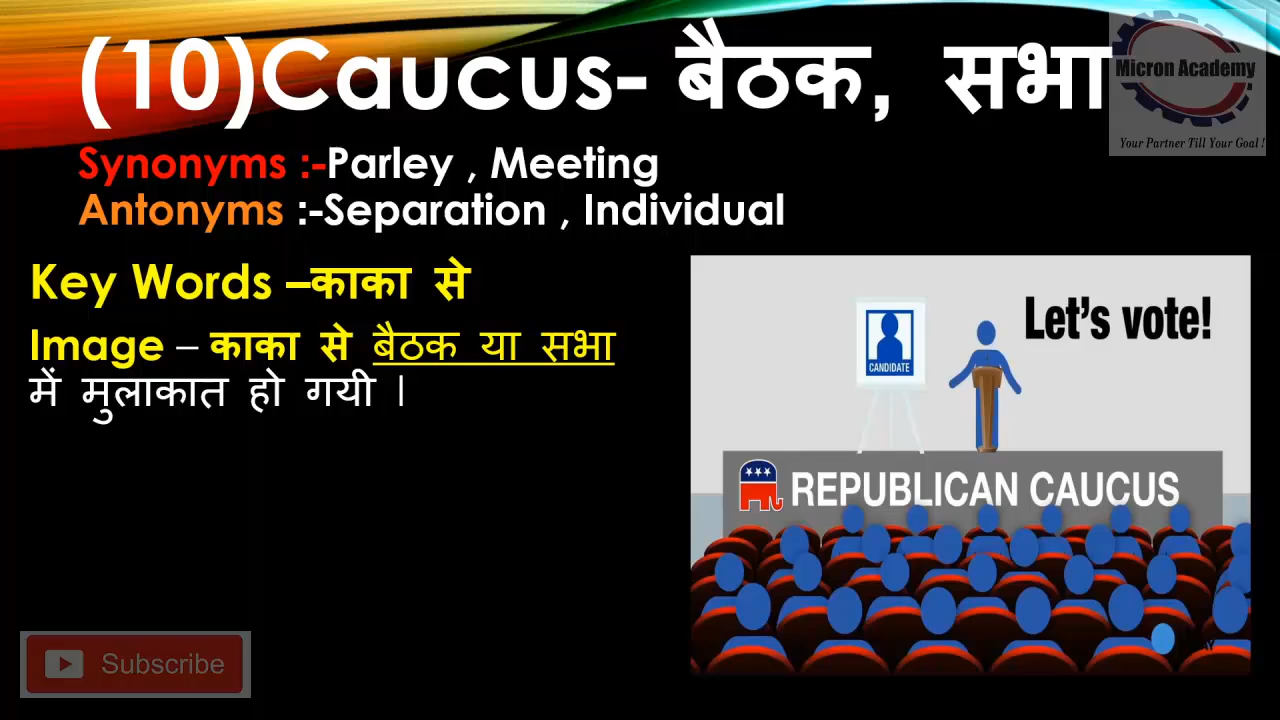 (10)Caucus- बैठक, सभा
Micron Academy
Your Partner Till Your Goal !
Synonyms :-Parley , Meeting
Antonyms :-Separation , Individual
Key Words –काका से
Image – काका से बैठक या सभा
में मुलाकात हो गयी ।
Let's vote!
CANDIDATE
REPUBLICAN CAUCUS
Subscribe